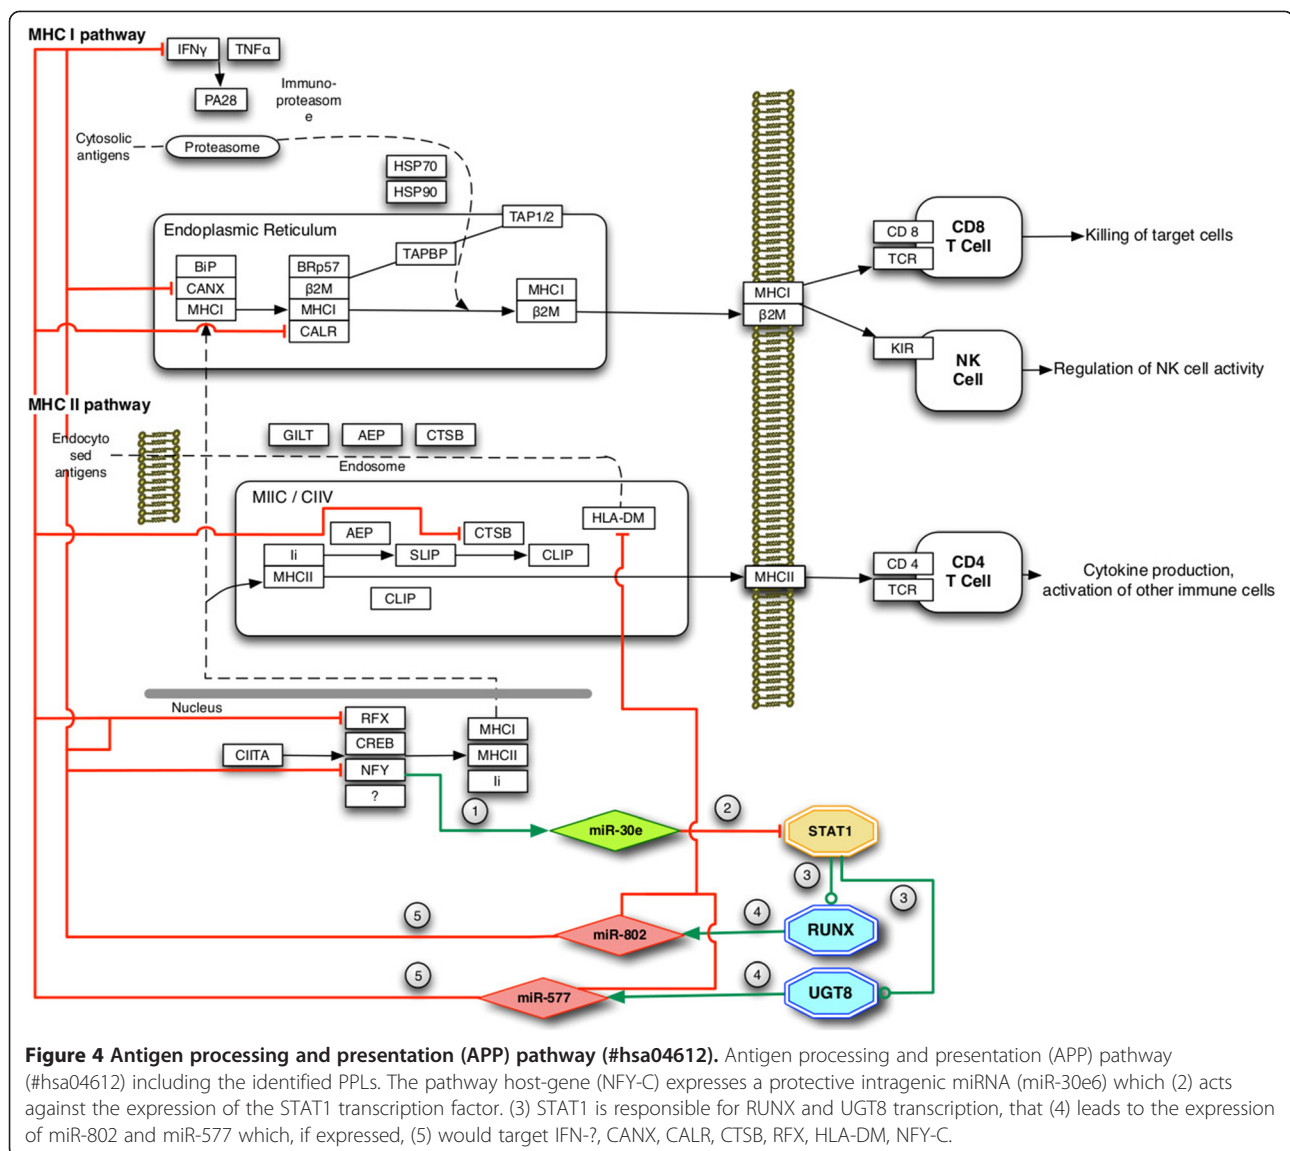 MHC I pathway
IFNγ
TNFα
PA28
Immuno-
proteasom
e
Cytosolic
antigens
Proteasome
HSP70
HSP90
TAP1/2
Endoplasmic Reticulum
TAPBP
BiP
CANX
MHCI
BRp57
β2M
MHCI
CALR
MHCI
β2M
MHCI
β2M
CD 8
TCR
CD8
T Cell
Killing of target cells
KIR
NK
Cell
Regulation of NK cell activity
MHC II pathway
Endocyto
sed
antigens
GILT
AEP
CTSB
Endosome
MIIC / CIIV
HLA-DM
AEP
CTSB
Ii
MHCII
SLIP
CLIP
CLIP
MHCII
CD 4
TCR
CD4
T Cell
Cytokine production,
activation of other immune cells
Nucleus
RFX
CREB
NFY
?
CIITA
MHCI
MHCII
Ii
1
miR-30e
2
STAT1
3
3
5
miR-802
4
RUNX
5
miR-577
4
UGT8
Figure 4 Antigen processing and presentation (APP) pathway (#hsa04612). Antigen processing and presentation (APP) pathway
(#hsa04612) including the identified PPLs. The pathway host-gene (NFY-C) expresses a protective intragenic miRNA (miR-30e6) which (2) acts
against the expression of the STAT1 transcription factor. (3) STAT1 is responsible for RUNX and UGT8 transcription, that (4) leads to the expression
of miR-802 and miR-577 which, if expressed, (5) would target IFN-?, CANX, CALR, CTSB, RFX, HLA-DM, NFY-C.